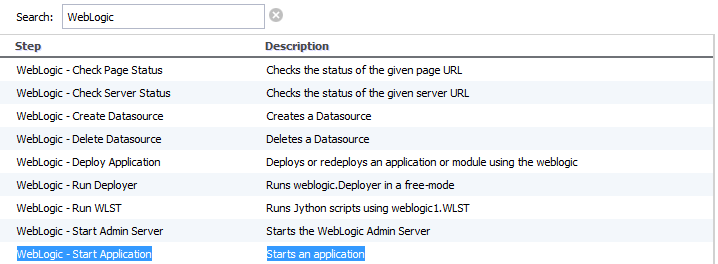 Search: WebLogic
Step Description
WebLogic - Check Page Status Checks the status of the given page URL
WebLogic - Check Server Status Checks the status of the given server URL
WebLogic - Create Datasource Creates a Datasource
WebLogic - Delete Datasource Deletes a Datasource
WebLogic - Deploy Application Deploys or redeploys an application or module using the weblogic
WebLogic - Run Deployer Runs weblogic.Deployer in a free-mode
WebLogic - Run WLST Runs Jython scripts using weblogic1.WLST
WebLogic - Start Admin Server Starts the WebLogic Admin Server
WebLogic - Start Application Starts an application